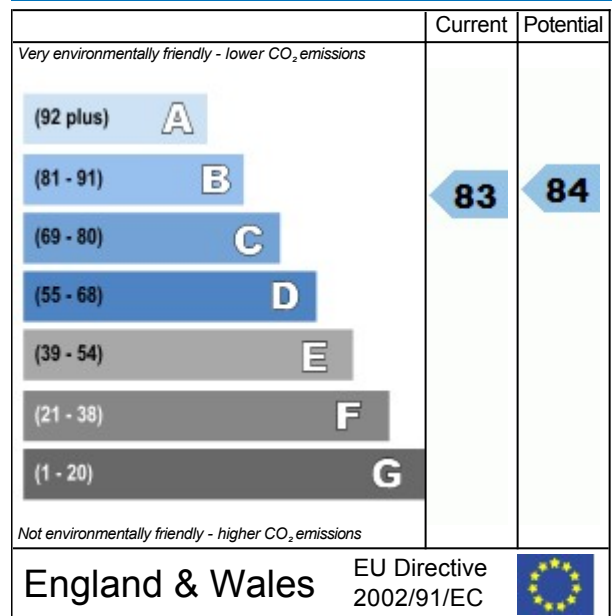 Current Potential
Very environmentally friendly - lower CO₂ emissions
(92 plus) A
(81 - 91) B
83 84
(69 - 80) C
(55 - 68) D
(39 - 54) E
(21 - 38) F
(1 - 20) G
Not environmentally friendly - higher CO₂ emissions
England & Wales
EU Directive
2002/91/EC